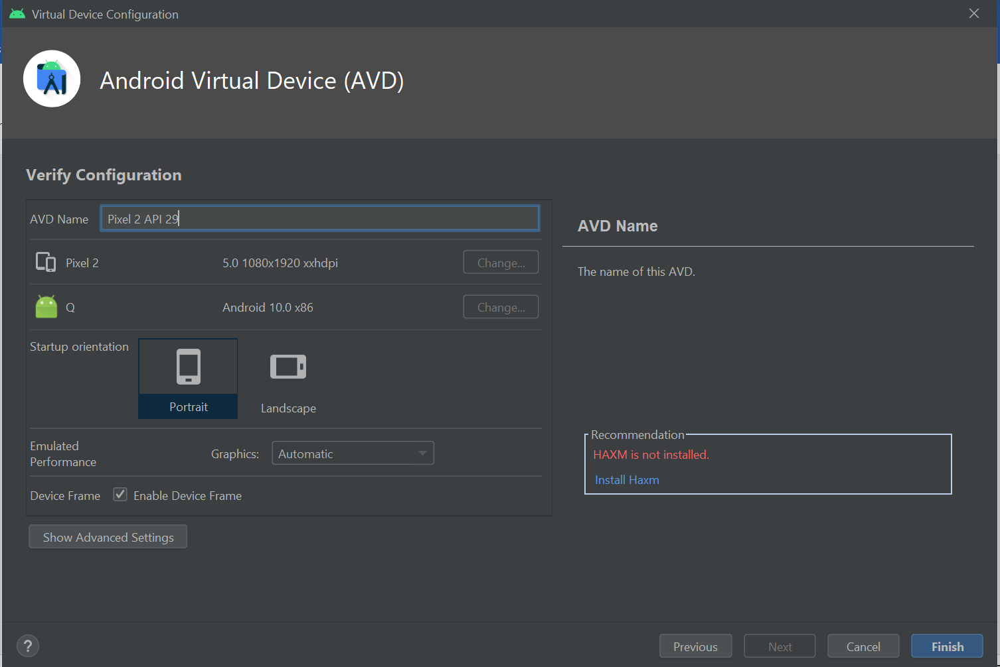 Virtual Device Configuration
Android Virtual Device (AVD)
Verify Configuration
AVD Name
Pixel 2 API 29
Pixel 2
5.0 1080x1920 xxhdpi
Change...
Q
Android 10.0 x86
Change...
Startup orientation
Portrait
Landscape
Emulated
Performance
Graphics:
Automatic
Device Frame
Enable Device Frame
Show Advanced Settings
AVD Name
The name of this AVD.
Recommendation
HAXM is not installed.
Install Haxm
?
Previous
Next
Cancel
Finish